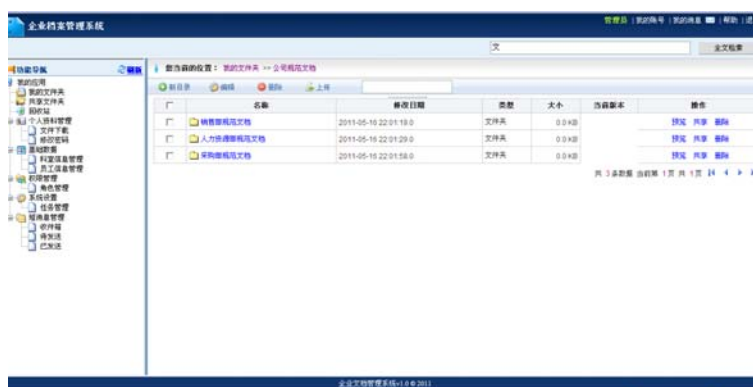 企业档案管理系统
管理员 | 我的账号 | 我的消息 | 帮助 | 退
文 全文检索
功能导航 刷新
我的应用
我的文件夹
共享文件夹
回收站
个人资料管理
文件下载
修改密码
基础数据
科室信息管理
员工信息管理
权限管理
角色管理
系统设置
任务管理
短消息管理
收件箱
待发送
已发送
您当前的位置: 我的文件夹 >> 公司规范文档
新目录 编辑 删除 上传
名称 修改日期 类型 大小 当前版本 操作
销售部规范文档 2011-05-16 22:01:18.0 文件夹 0.0 KB 预览 共享 删除
人力资源部规范文档 2011-05-16 22:01:29.0 文件夹 0.0 KB 预览 共享 删除
采购部规范文档 2011-05-16 22:01:58.0 文件夹 0.0 KB 预览 共享 删除
共 3 条数据 当前第 1 页 共 1 页
企业文档管理系统v1.0 © 2011